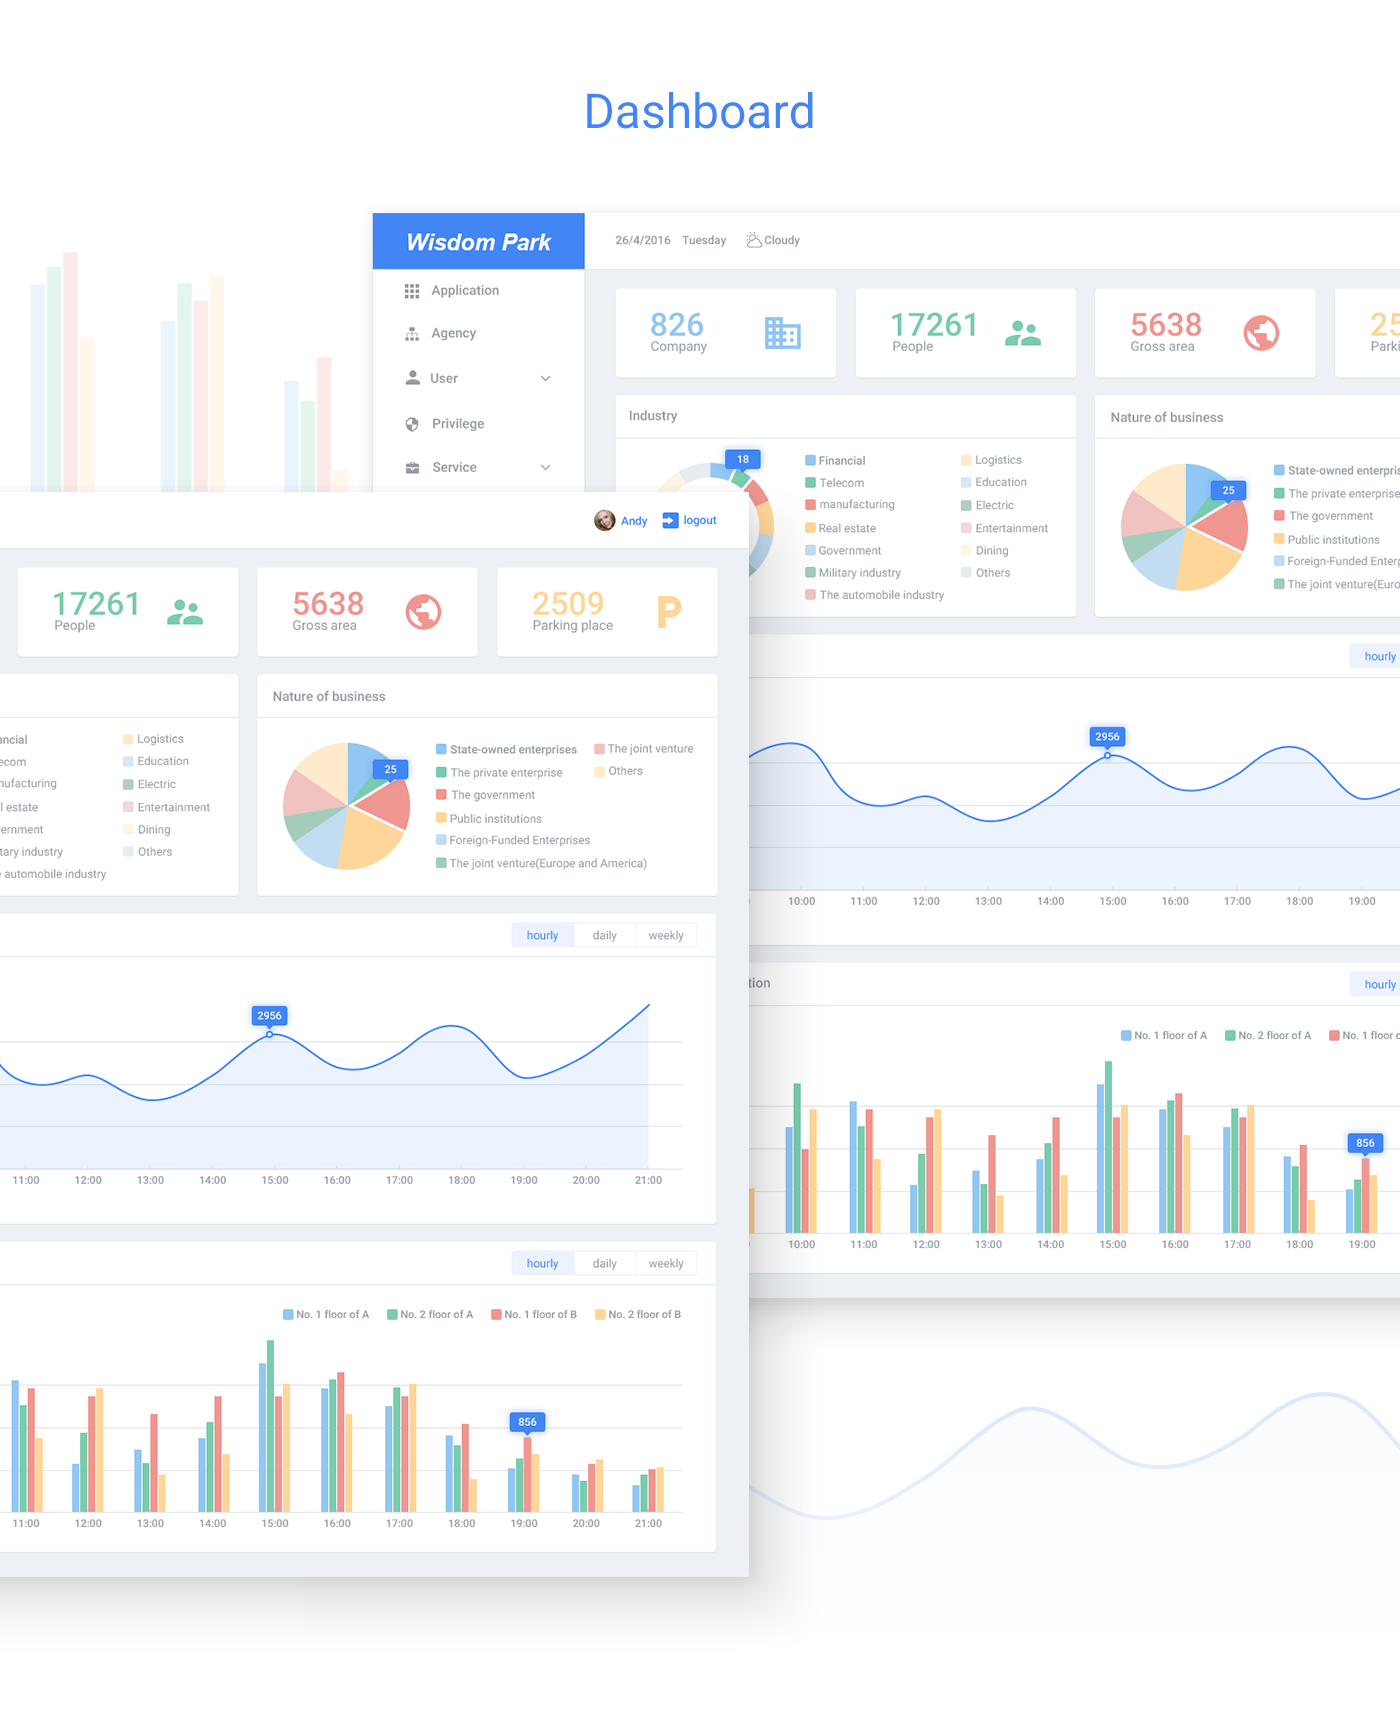 Dashboard
Wisdom Park
26/4/2016 Tuesday Cloudy
Application
Agency
User
Privilege
Service
826
Company
17261
People
5638
Gross area
25
Parki
Industry
18
Financial
Telecom
manufacturing
Real estate
Government
Military industry
The automobile industry
Logistics
Education
Electric
Entertainment
Dining
Others
Nature of business
25
State-owned enterpris
The private enterprise
The government
Public institutions
Foreign-Funded Enterp
The joint venture(Euro
hourly
2956
10:00 11:00 12:00 13:00 14:00 15:00 16:00 17:00 18:00 19:00
tion
hourly
No. 1 floor of A No. 2 floor of A No. 1 floor o
856
10:00 11:00 12:00 13:00 14:00 15:00 16:00 17:00 18:00 19:00
Andy logout
17261
People
5638
Gross area
2509
Parking place
P
ancial
ecom
nufacturing
l estate
ernment
tary industry
e automobile industry
Logistics
Education
Electric
Entertainment
Dining
Others
Nature of business
25
State-owned enterprises
The private enterprise
The government
Public institutions
Foreign-Funded Enterprises
The joint venture(Europe and America)
The joint venture
Others
hourly daily weekly
2956
11:00 12:00 13:00 14:00 15:00 16:00 17:00 18:00 19:00 20:00 21:00
hourly daily weekly
No. 1 floor of A No. 2 floor of A No. 1 floor of B No. 2 floor of B
856
11:00 12:00 13:00 14:00 15:00 16:00 17:00 18:00 19:00 20:00 21:00